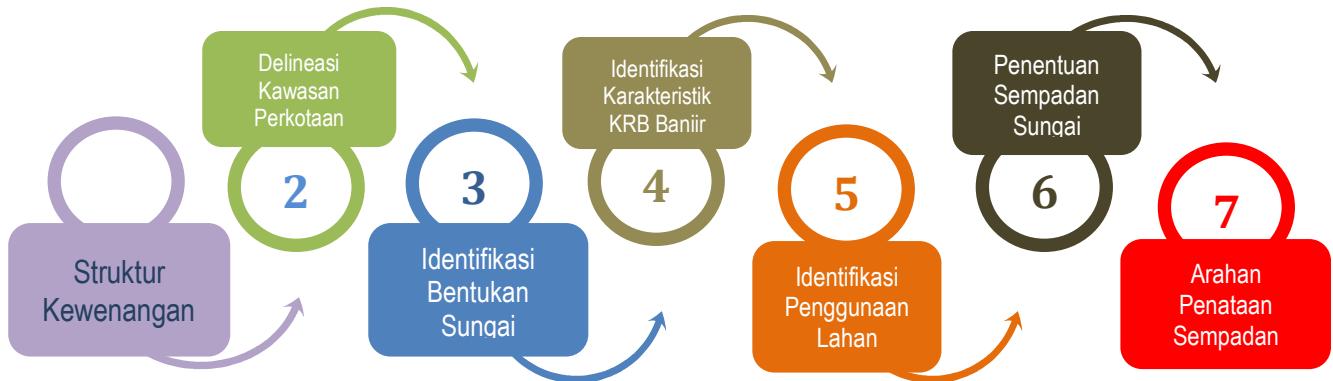 Struktur
Kewenangan
2
Delineasi
Kawasan
Perkotaan
3
Identifikasi
Bentukan
Sungai
4
Identifikasi
Karakteristik
KRB Banjir
5
Identifikasi
Penggunaan
Lahan
6
Penentuan
Sempadan
Sungai
7
Arahan
Penataan
Sempadan